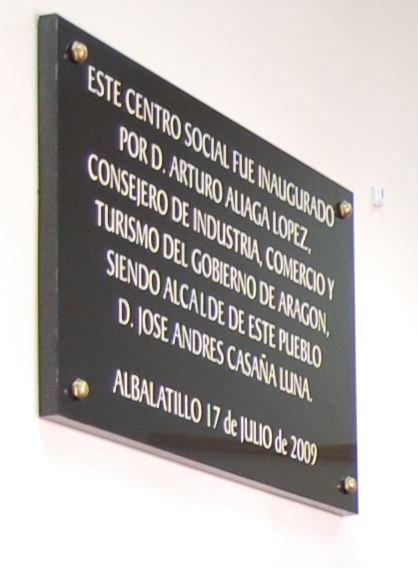 ESTE CENTRO SOCIAL FUE INAUGURADO
POR D. ARTURO ALIAGA LOPEZ,
CONSEJERO DE INDUSTRIA, COMERCIO Y
TURISMO DEL GOBIERNO DE ARAGON,
SIENDO ALCALDE DE ESTE PUEBLO
D. JOSE ANDRES CASAÑA LUNA.
ALBALATILLO 17 de JULIO de 2009